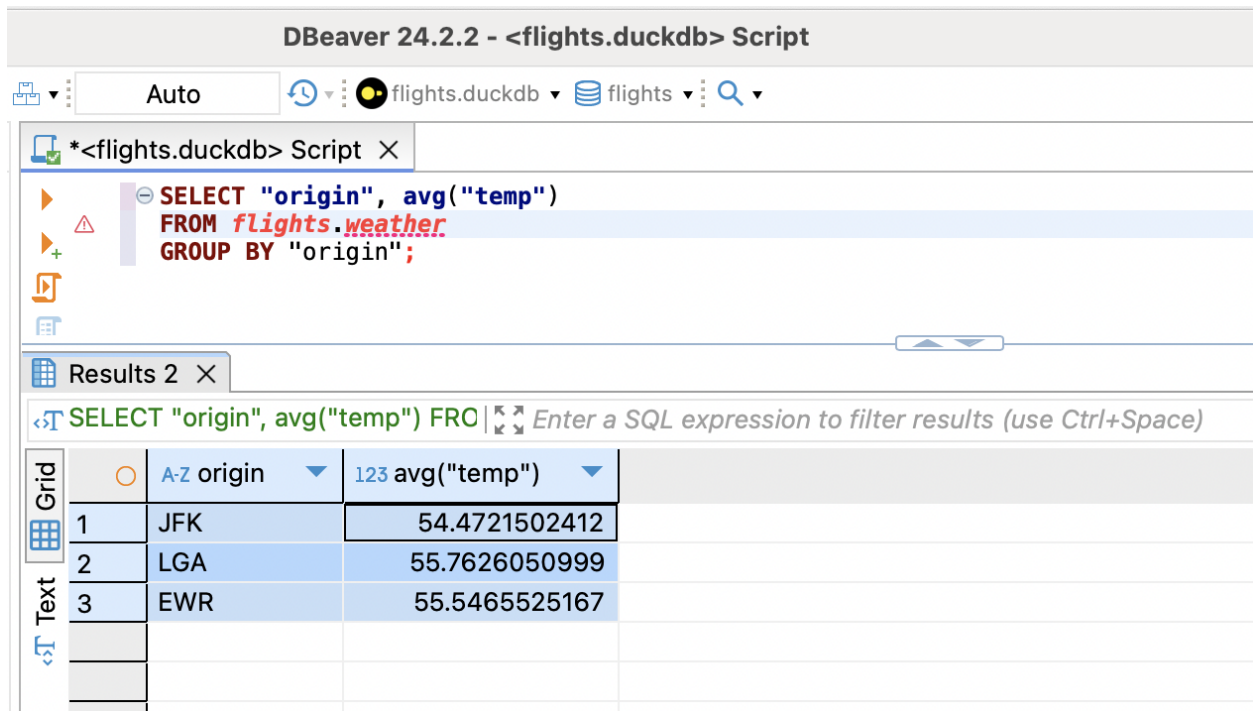 DBeaver 24.2.2 - <flights.duckdb> Script
Auto flights.duckdb flights
*<flights.duckdb> Script
SELECT "origin", avg("temp")
FROM flights.weather
GROUP BY "origin";
Results 2
SELECT "origin", avg("temp") FRO Enter a SQL expression to filter results (use Ctrl+Space)
Grid
Text
A-Z origin 123 avg("temp")
1 JFK 54.4721502412
2 LGA 55.7626050999
3 EWR 55.5465525167